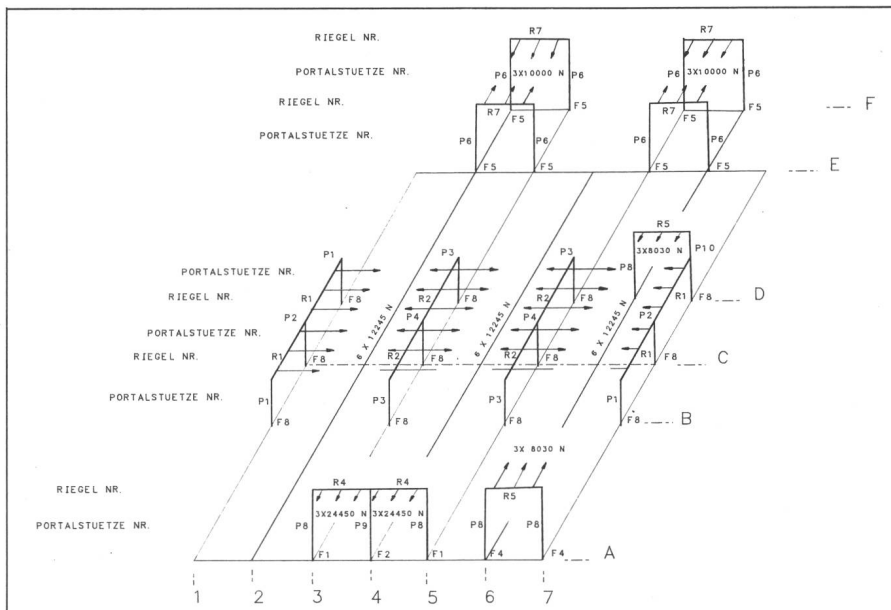 RIEGEL NR. R7 R7
PORTALSTUETZE NR. P6 3X10000 N P6 P6 3X10000 N P6
RIEGEL NR. R7 F5 F5 R7 F5 F5 F
PORTALSTUETZE NR. P6 P6 P6 P6
F5 F5 F5 F5 E
P1 P3 P3 R5 P10
PORTALSTUETZE NR. P8 3X8030 N
RIEGEL NR. R1 F8 R2 F8 R2 F8 R1 F8 D
P2 P4 P4 P2
PORTALSTUETZE NR. 6 X 12245 N 6 X 12245 N 6 X 12245 N
RIEGEL NR. R1 F8 R2 F8 R2 F8 R1 F8 C
PORTALSTUETZE NR. P1 P3 P3 P1
F8 F8 F8 F8 B
3X 8030 N
RIEGEL NR. R4 R4 R5
PORTALSTUETZE NR. P8 3X24450 N P9 3X24450 N P8 P8 P8
F1 F2 F1 F4 F4 A
1 2 3 4 5 6 7